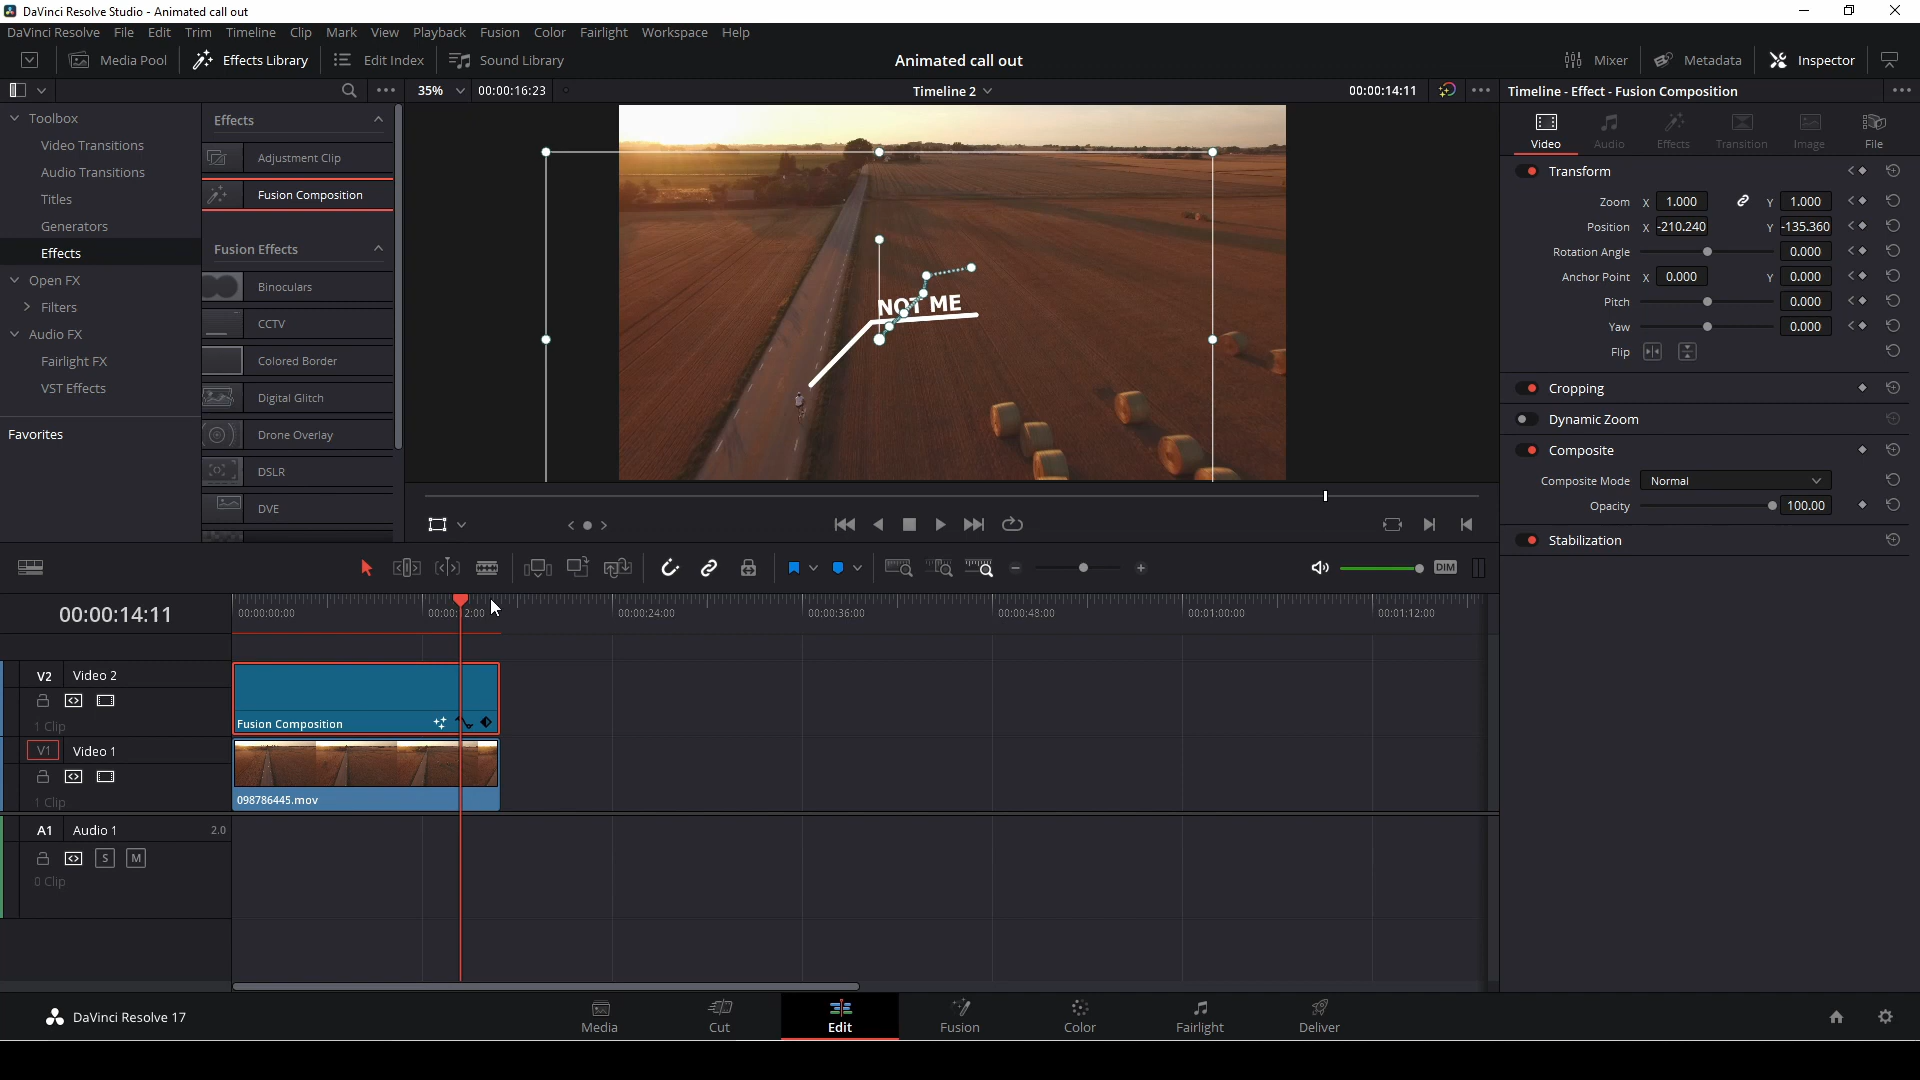 DaVinci Resolve Studio - Animated call out
DaVinci Resolve File Edit Trim Timeline Clip Mark View Playback Fusion Color Fairlight Workspace Help
Media Pool Effects Library Edit Index Sound Library Animated call out Mixer Metadata Inspector
35% 00:00:16:23 Timeline 2 00:00:14:11 Timeline - Effect - Fusion Composition
Toolbox
Video Transitions
Audio Transitions
Titles
Generators
Effects
Open FX
Filters
Audio FX
Fairlight FX
VST Effects
Favorites
Effects
Adjustment Clip
Fusion Composition
Fusion Effects
Binoculars
CCTV
Colored Border
Digital Glitch
Drone Overlay
DSLR
DVE
NOT ME
Video Audio Effects Transition Image File
Transform
Zoom X 1.000 Y 1.000
Position X -210.240 Y -135.360
Rotation Angle 0.000
Anchor Point X 0.000 Y 0.000
Pitch 0.000
Yaw 0.000
Flip
Cropping
Dynamic Zoom
Composite
Composite Mode Normal
Opacity 100.00
Stabilization
DIM
00:00:14:11
00:00:00:00 00:00:12:00 00:00:24:00 00:00:36:00 00:00:48:00 00:01:00:00 00:01:12:00
V2 Video 2
1 Clip
Fusion Composition
V1 Video 1
1 Clip
098786445.mov
A1 Audio 1 2.0
S M
0 Clip
DaVinci Resolve 17
Media Cut Edit Fusion Color Fairlight Deliver